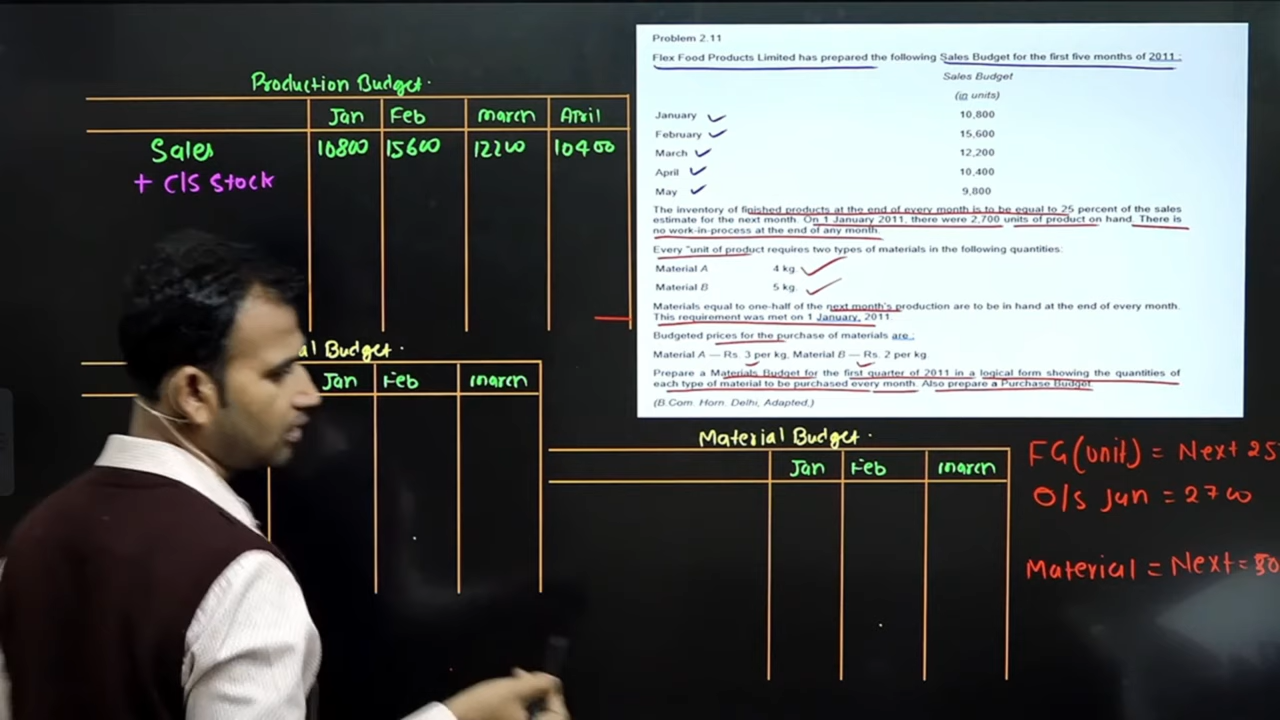 Production Budget.
Jan Feb March April
Sales 10800 15600 12200 10400
+ C/S Stock
al Budget.
Jan Feb March
Problem 2.11
Flex Food Products Limited has prepared the following Sales Budget for the first five months of 2011 :
Sales Budget
(in units)
January 10,800
February 15,600
March 12,200
April 10,400
May 9,800
The inventory of finished products at the end of every month is to be equal to 25 percent of the sales
estimate for the next month. On 1 January 2011, there were 2,700 units of product on hand. There is
no work-in-process at the end of any month.
Every "unit of product requires two types of materials in the following quantities:
Material A 4 kg
Material B 5 kg.
Materials equal to one-half of the next month's production are to be in hand at the end of every month.
This requirement was met on 1 January, 2011.
Budgeted prices for the purchase of materials are.:
Material A — Rs. 3 per kg, Material B — Rs. 2 per kg.
Prepare a Materials Budget for the first quarter of 2011 in a logical form showing the quantities of
each type of material to be purchased every month. Also prepare a Purchase Budget.
(B.Com. Horn. Delhi, Adapted.)
Material Budget.
Jan Feb March
FG(unit) = Next 25
O/S Jan = 2700
Material = Next = 50